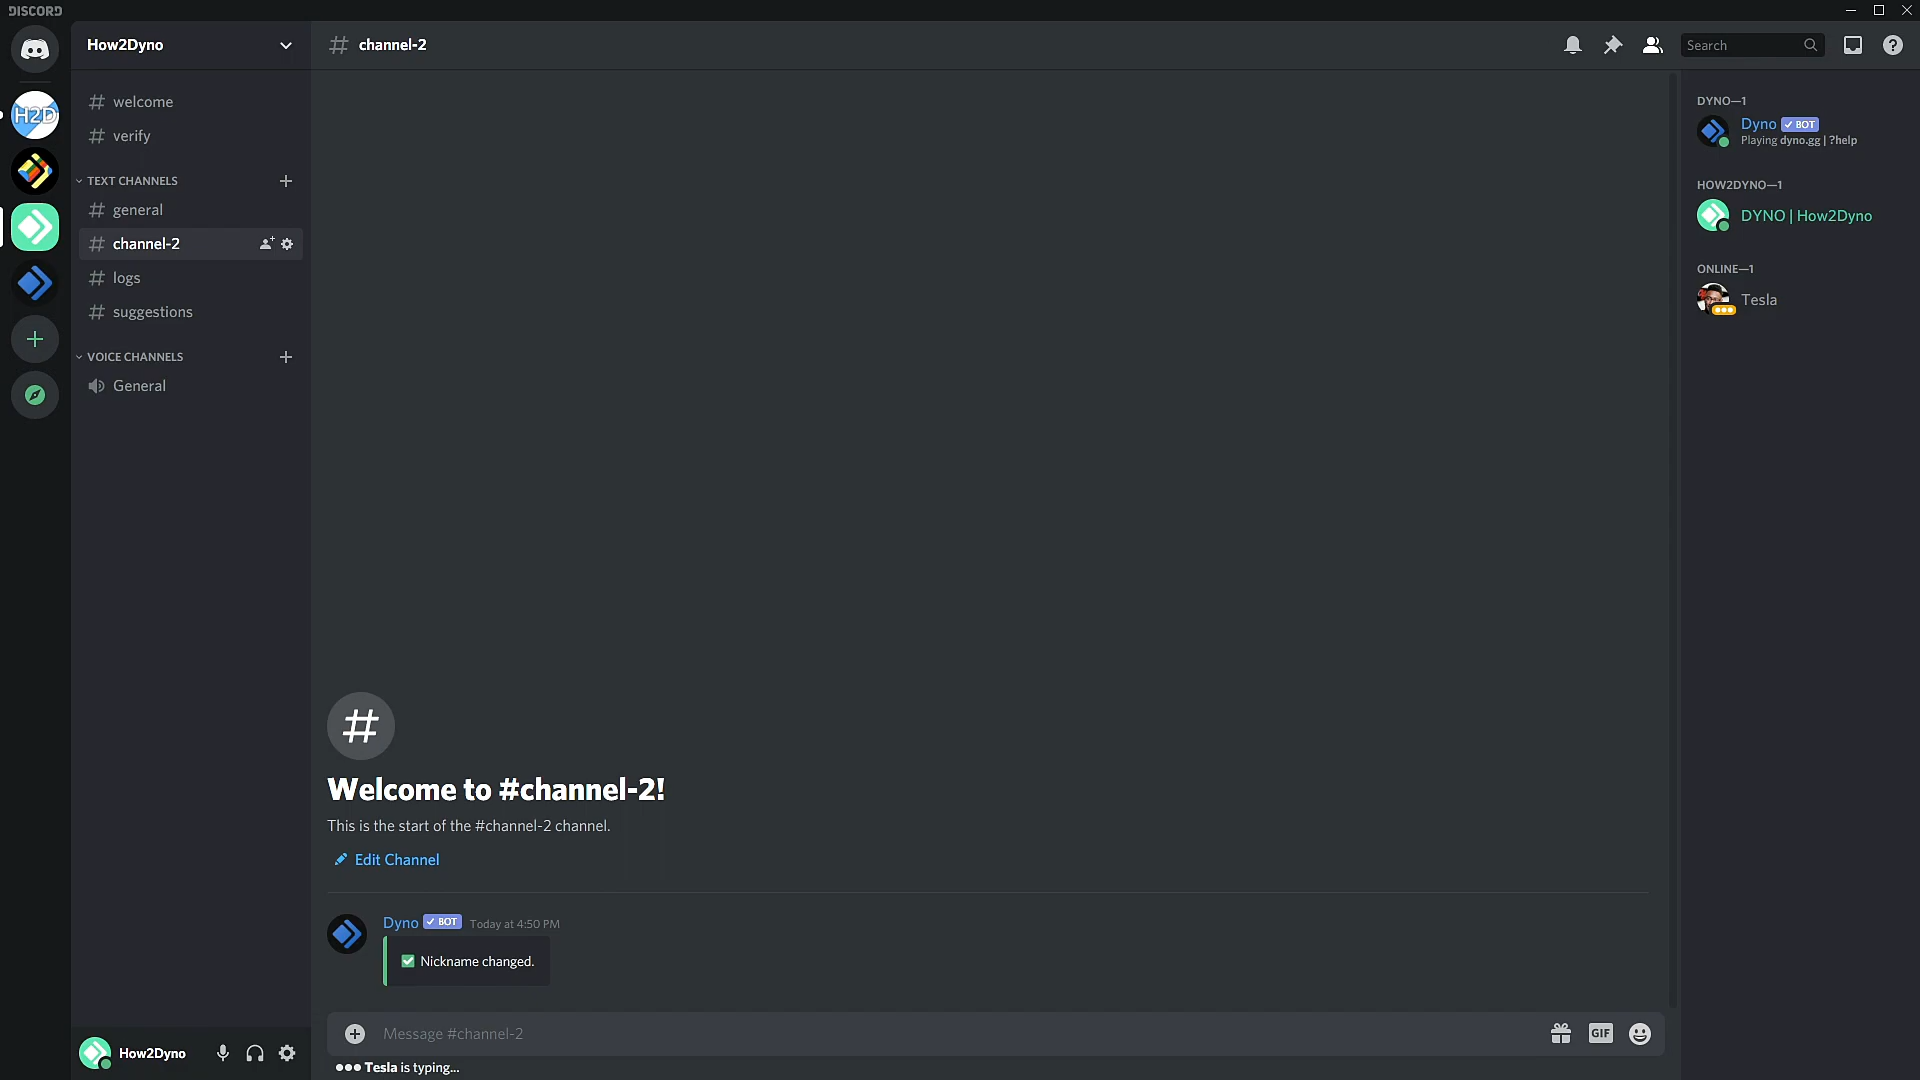 DISCORD
How2Dyno
channel-2
Search
welcome
verify
TEXT CHANNELS
general
channel-2
logs
suggestions
VOICE CHANNELS
General
H2D
Welcome to #channel-2!
This is the start of the #channel-2 channel.
Edit Channel
Dyno BOT Today at 4:50 PM
Nickname changed.
Message #channel-2
GIF
Tesla is typing...
How2Dyno
DYNO—1
Dyno BOT
Playing dyno.gg | ?help
HOW2DYNO—1
DYNO | How2Dyno
ONLINE—1
Tesla